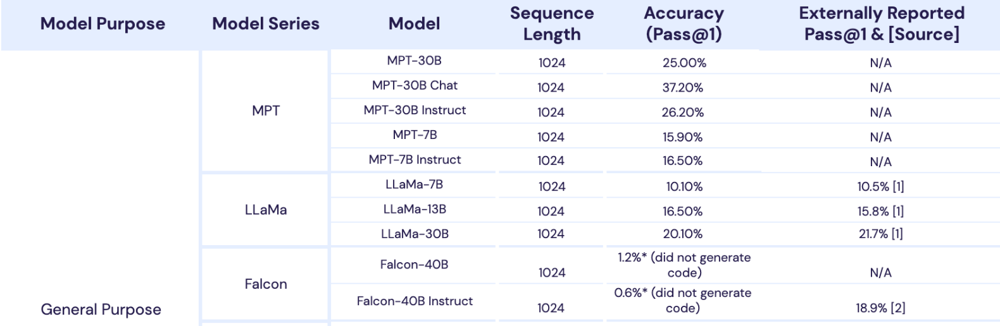 Model Purpose Model Series Model Sequence Length Accuracy (Pass@1) Externally Reported Pass@1 & [Source]
MPT
MPT-30B 1024 25.00% N/A
MPT-30B Chat 1024 37.20% N/A
MPT-30B Instruct 1024 26.20% N/A
MPT-7B 1024 15.90% N/A
MPT-7B Instruct 1024 16.50% N/A
LLaMa
LLaMa-7B 1024 10.10% 10.5% [1]
LLaMa-13B 1024 16.50% 15.8% [1]
LLaMa-30B 1024 20.10% 21.7% [1]
Falcon
Falcon-40B 1024 1.2%* (did not generate code) N/A
Falcon-40B Instruct 1024 0.6%* (did not generate code) 18.9% [2]
General Purpose